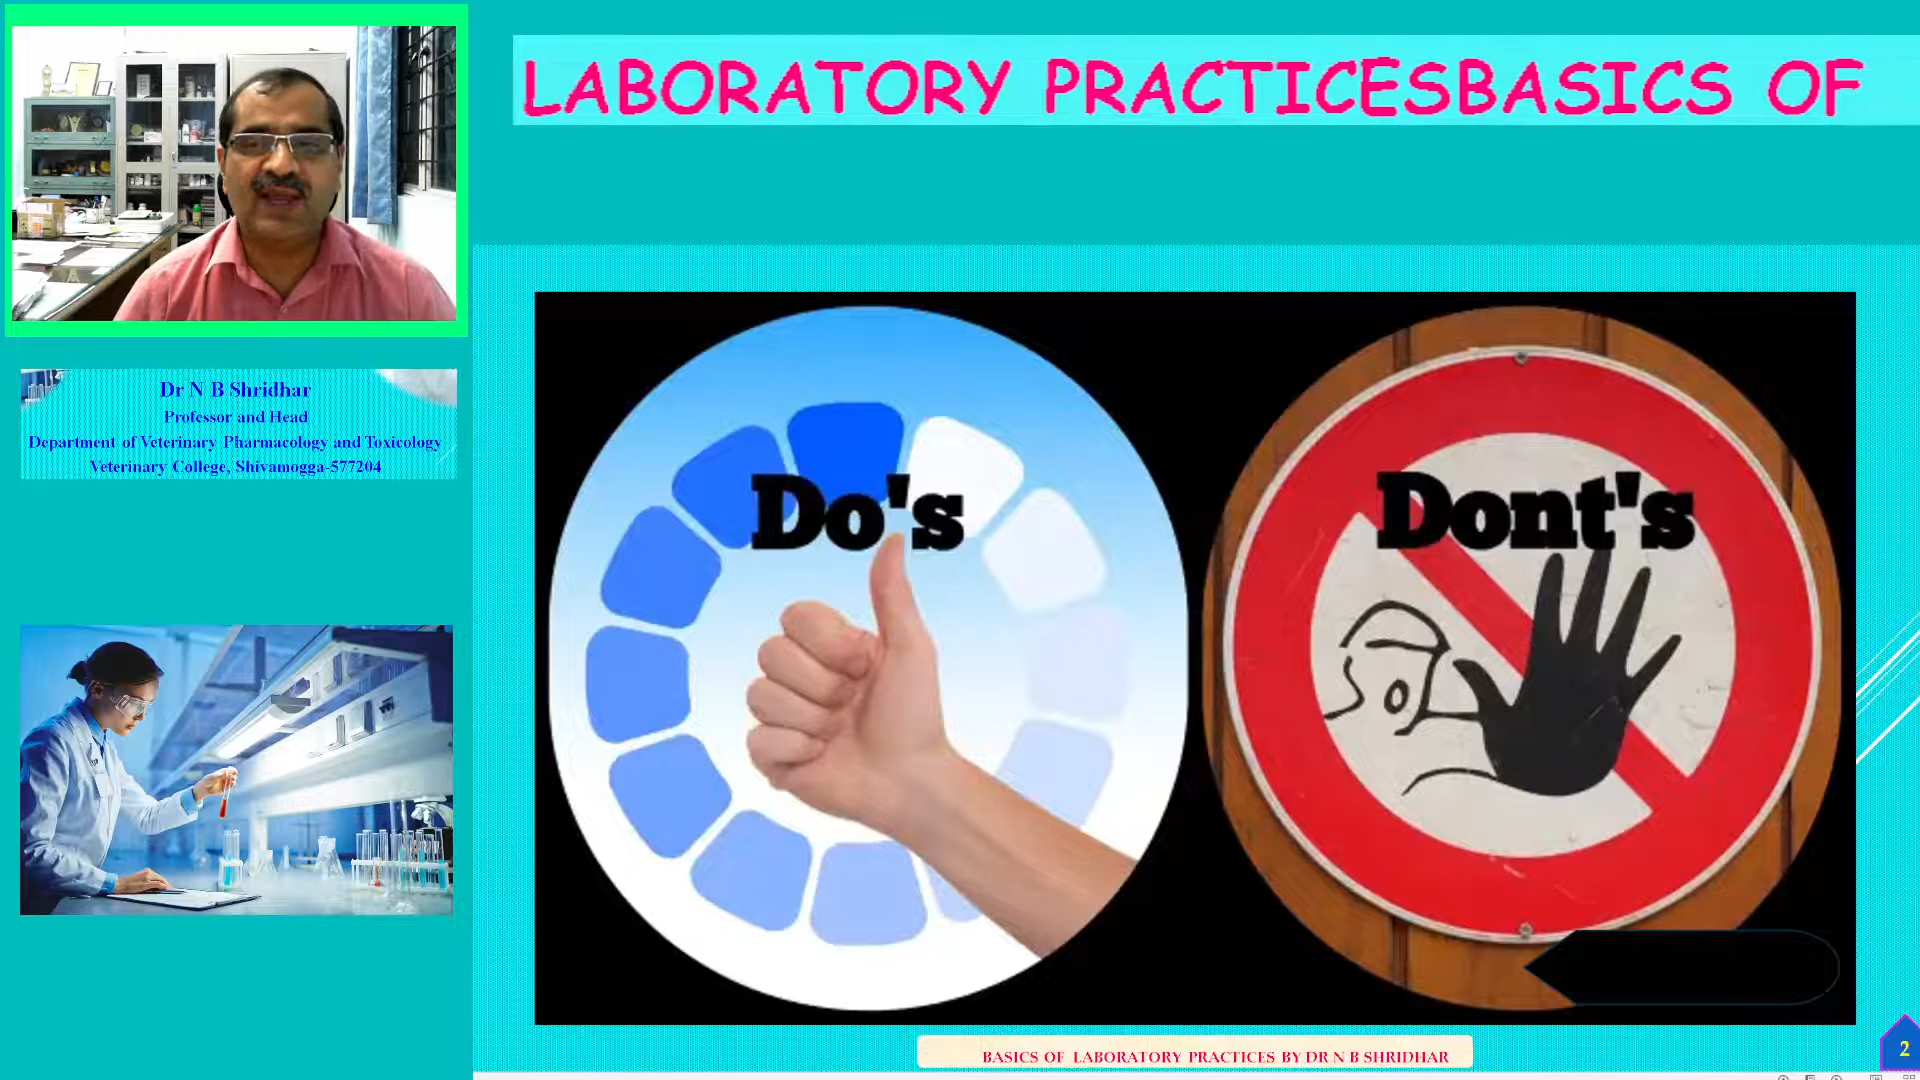 LABORATORY PRACTICESBASICS OF
Dr N B Shridhar
Professor and Head
Department of Veterinary Pharmacology and Toxicology
Veterinary College, Shivamogga-577204
Do's
Dont's
BASICS OF LABORATORY PRACTICES BY DR N B SHRIDHAR
2